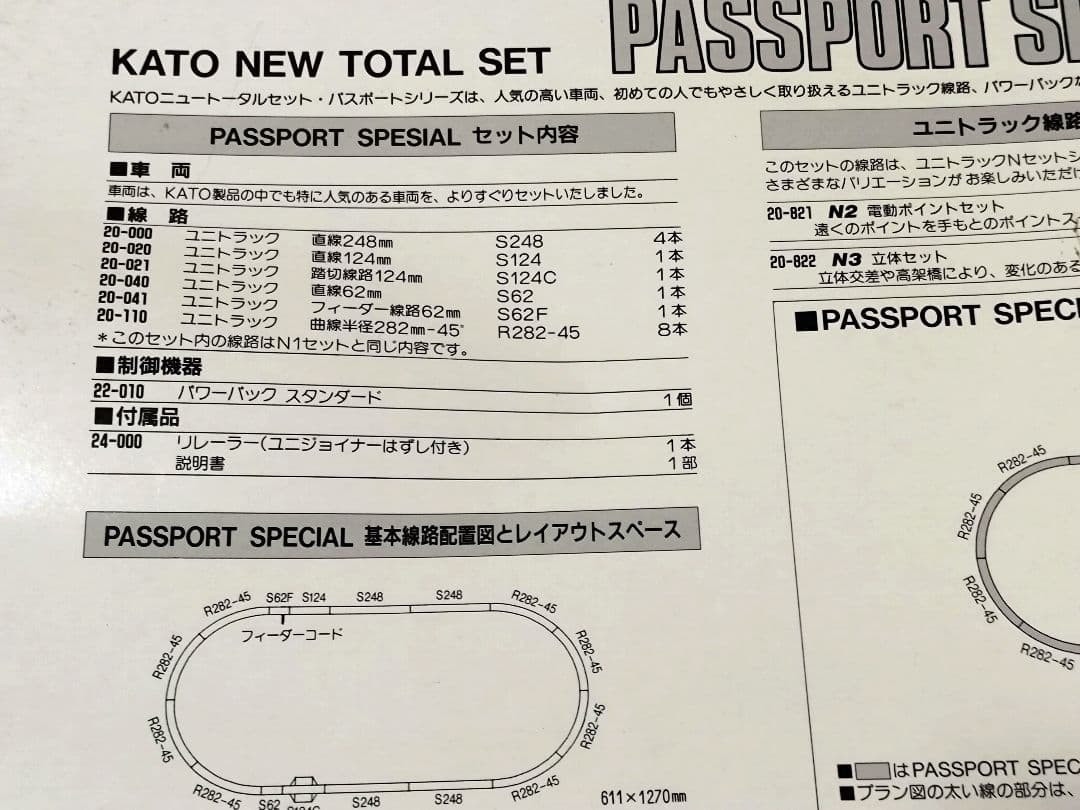 PASSPORT
KATO NEW TOTAL SET
KATOニュートータルセット・パスポートシリーズは、人気の高い車両、初めての人でもやさしく取り扱えるユニトラック線路、パワーパック
PASSPORT SPESIAL セット内容
■車 両
車両は、KATO製品の中でも特に人気のある車両を、よりすぐりセットいたしました。
■線 路
20-000 ユニトラック 直線248㎜ S248 4本
20-020 ユニトラック 直線124㎜ S124 1本
20-021 ユニトラック 踏切線路124㎜ S124C 1本
20-040 ユニトラック 直線62㎜ S62 1本
20-041 ユニトラック フィーダー線路62㎜ S62F 1本
20-110 ユニトラック 曲線半径282㎜-45° R282-45 8本
*このセット内の線路はN1セットと同じ内容です。
■制御機器
22-010 パワーパック スタンダード 1個
■付属品
24-000 リレーラー(ユニジョイナーはずし付き) 1本
説明書 1部
PASSPORT SPECIAL 基本線路配置図とレイアウトスペース
R282-45 S62F S124 S248 S248 R282-45
フィーダーコード
R282-45 R282-45
R282-45 R282-45
R282-45 S62 S124C S248 S248 R282-45
611×1270㎜
ユニトラック線路
このセットの線路は、ユニトラックNセットシ
さまざまなバリエーションがお楽しみいただけ
20-821 N2 電動ポイントセット
遠くのポイントを手もとのポイントス
20-822 N3 立体セット
立体交差や高架橋により、変化のある
■PASSPORT SPECI
R282-45
R282-45
R282-45
R282-45
■はPASSPORT SPEC
■プラン図の太い線の部分は、